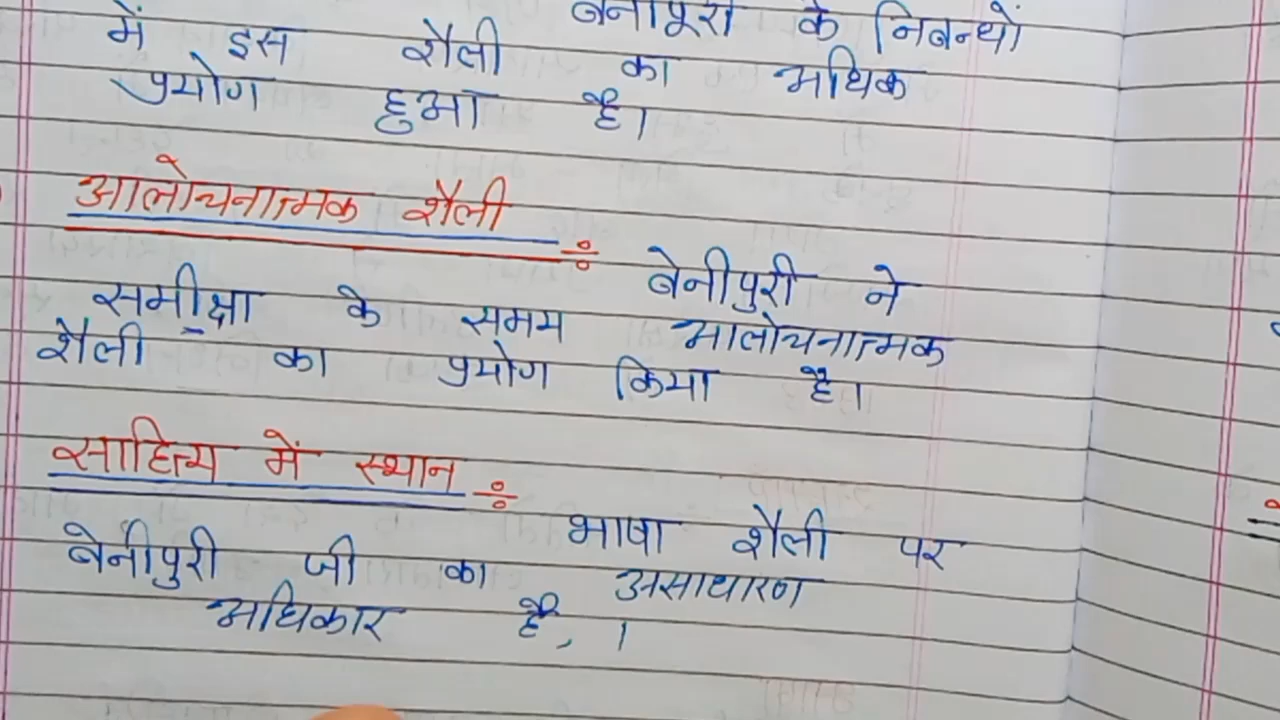 बेनीपुरी के निबन्धों
में इस शैली का अधिक
प्रयोग हुआ है।
आलोचनात्मक शैली ÷
बेनीपुरी ने
समीक्षा के समय आलोचनात्मक
शैली का प्रयोग किया है।
साहित्य में स्थान ÷
भाषा शैली पर
बेनीपुरी जी का असाधारण
अधिकार है, ।